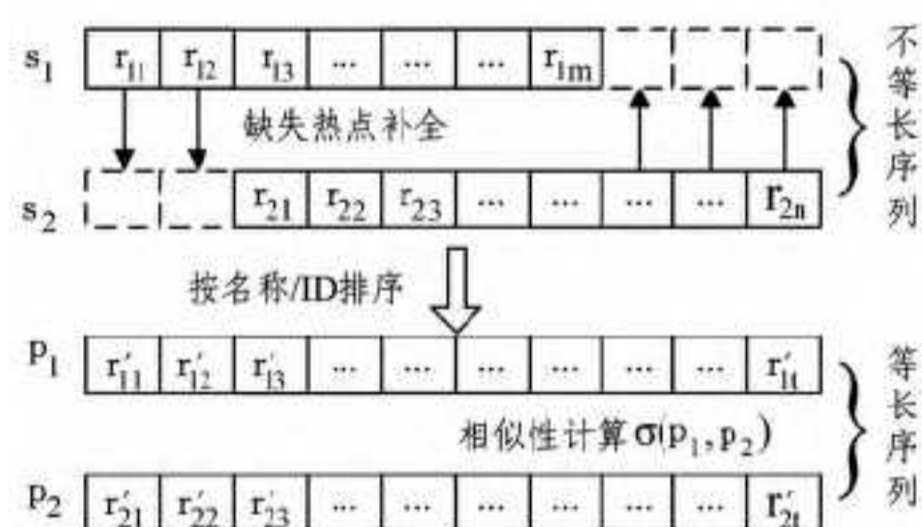 s₁ r₁₁ r₁₂ r₁₃ ... ... ... r₁ₘ
缺失热点补全
s₂ r₂₁ r₂₂ r₂₃ ... ... ... ... r₂ₙ
不等长序列
按名称/ID排序
p₁ r′₁₁ r′₁₂ r′₁₃ ... ... ... ... ... r′₁ₜ
相似性计算 σ(p₁,p₂)
p₂ r′₂₁ r′₂₂ r′₂₃ ... ... ... ... ... r′₂ₜ
等长序列